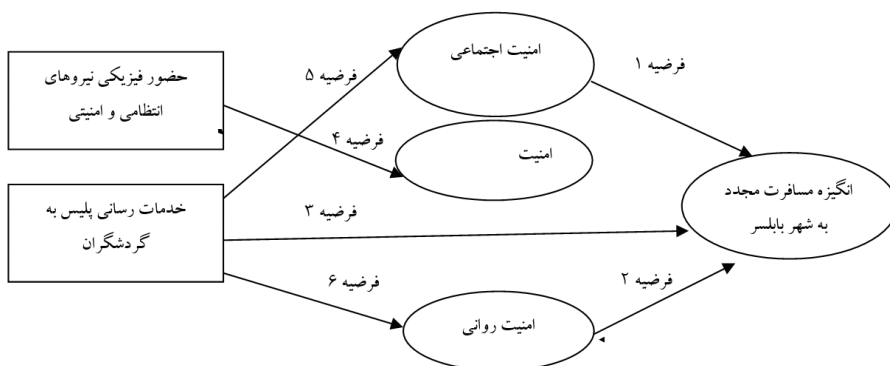 امنیت اجتماعی
فرضیه ۱
فرضیه ۵
حضور فیزیکی نیروهای
انتظامی و امنیتی
فرضیه ۴
امنیت
انگیزه مسافرت مجدد
به شهر بابلسر
خدمات رسانی پلیس به
گردشگران
فرضیه ۳
فرضیه ۶
فرضیه ۲
امنیت روانی